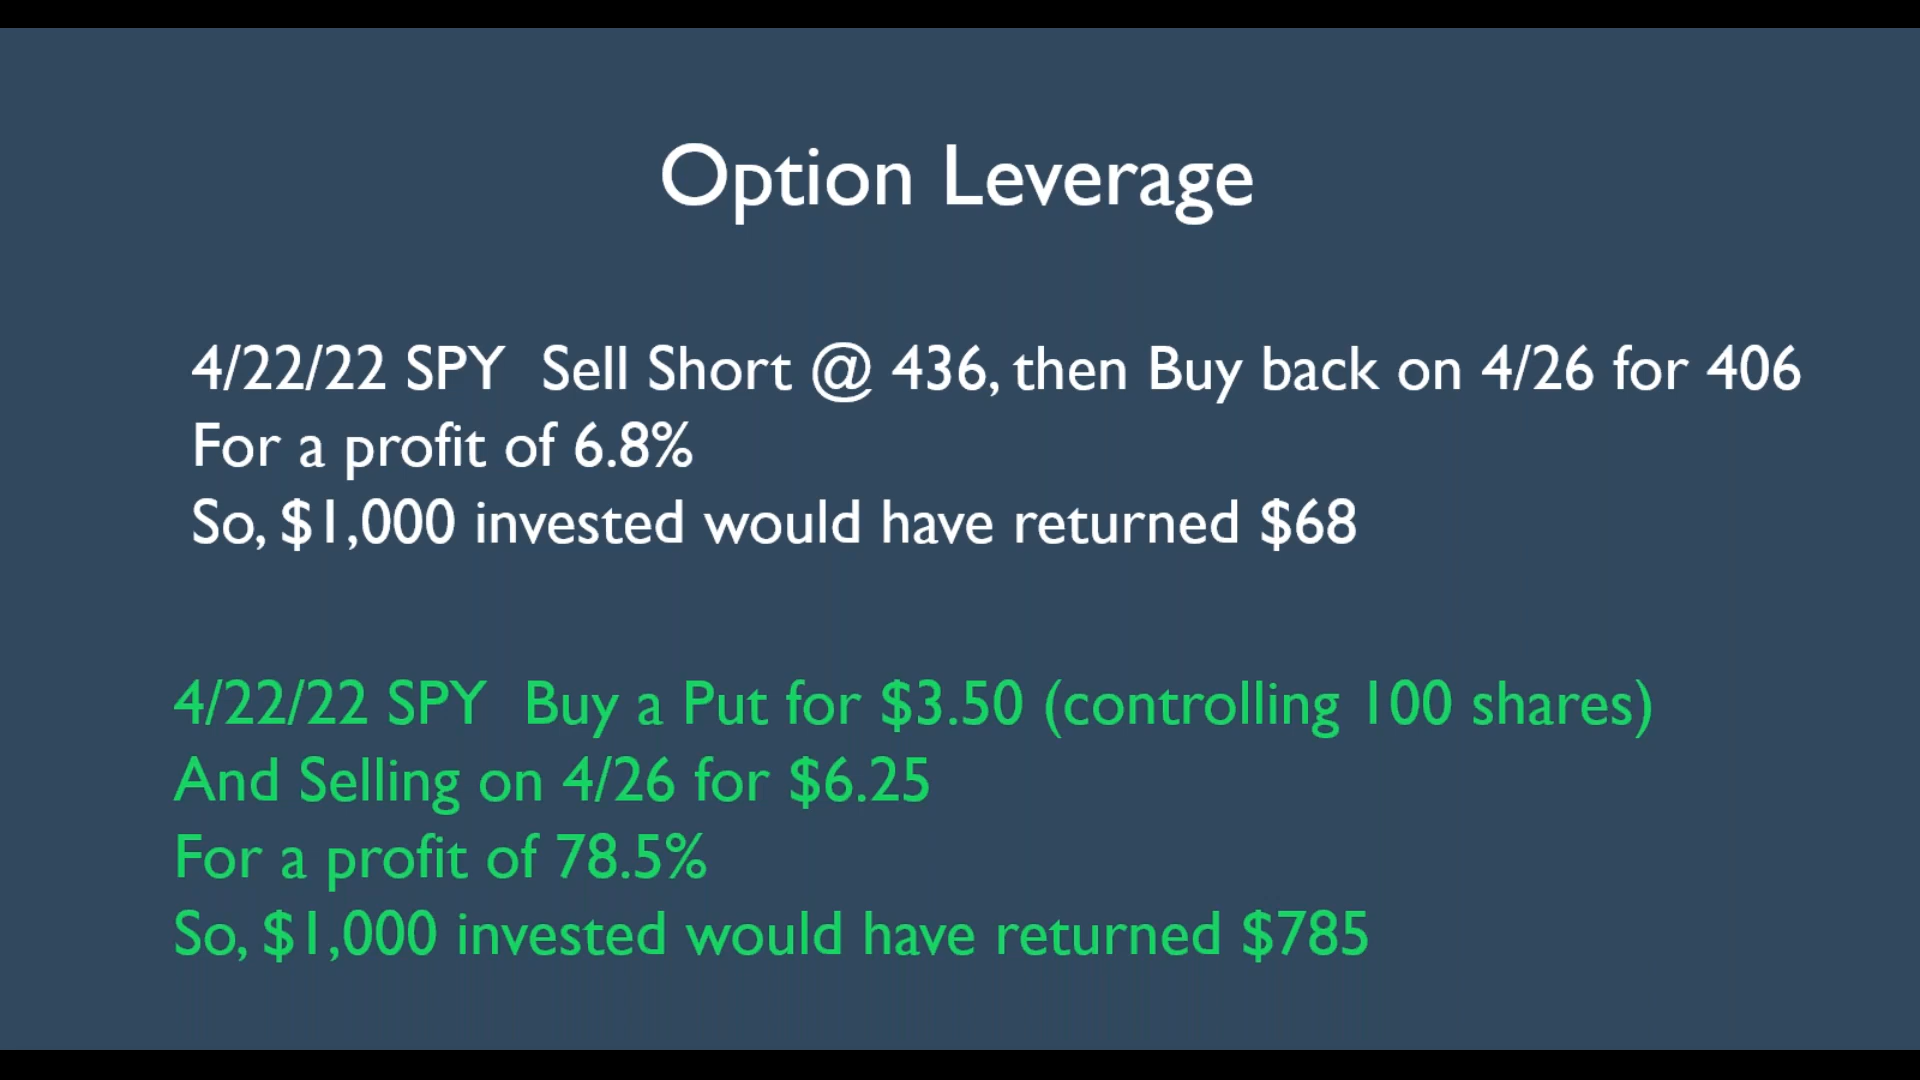 Option Leverage
4/22/22 SPY Sell Short @ 436, then Buy back on 4/26 for 406
For a profit of 6.8%
So, $1,000 invested would have returned $68
4/22/22 SPY Buy a Put for $3.50 (controlling 100 shares)
And Selling on 4/26 for $6.25
For a profit of 78.5%
So, $1,000 invested would have returned $785